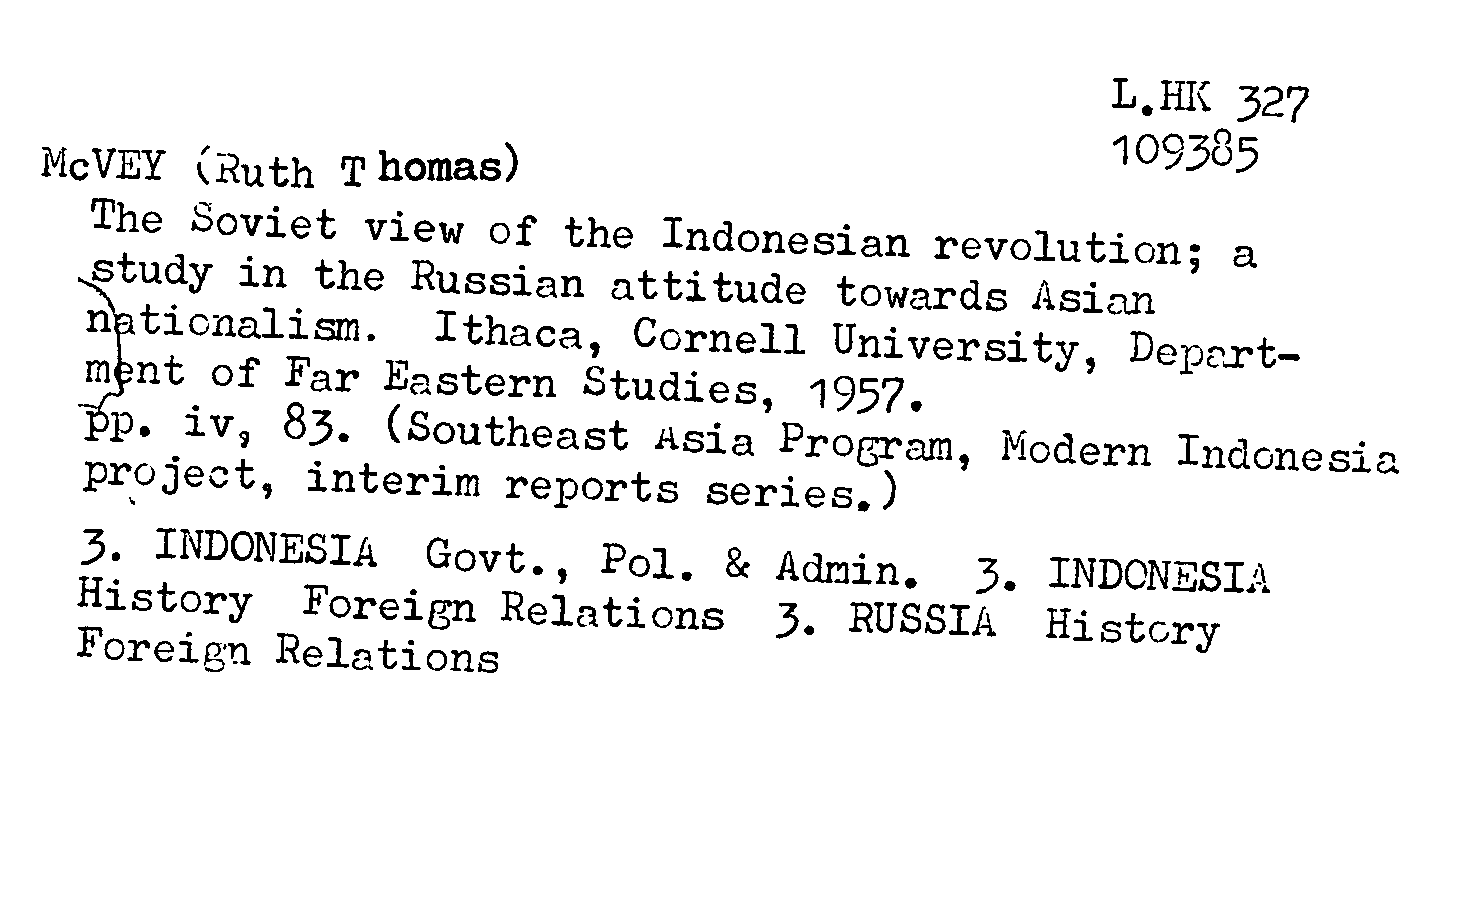 L.HK 327
109385
McVEY (Ruth Thomas)
The Soviet view of the Indonesian revolution; a
study in the Russian attitude towards Asian
nationalism. Ithaca, Cornell University, Depart-
ment of Far Eastern Studies, 1957.
pp. iv, 83. (Southeast Asia Program, Modern Indonesia
project, interim reports series.)
3. INDONESIA Govt., Pol. & Admin. 3. INDONESIA
History Foreign Relations 3. RUSSIA History
Foreign Relations